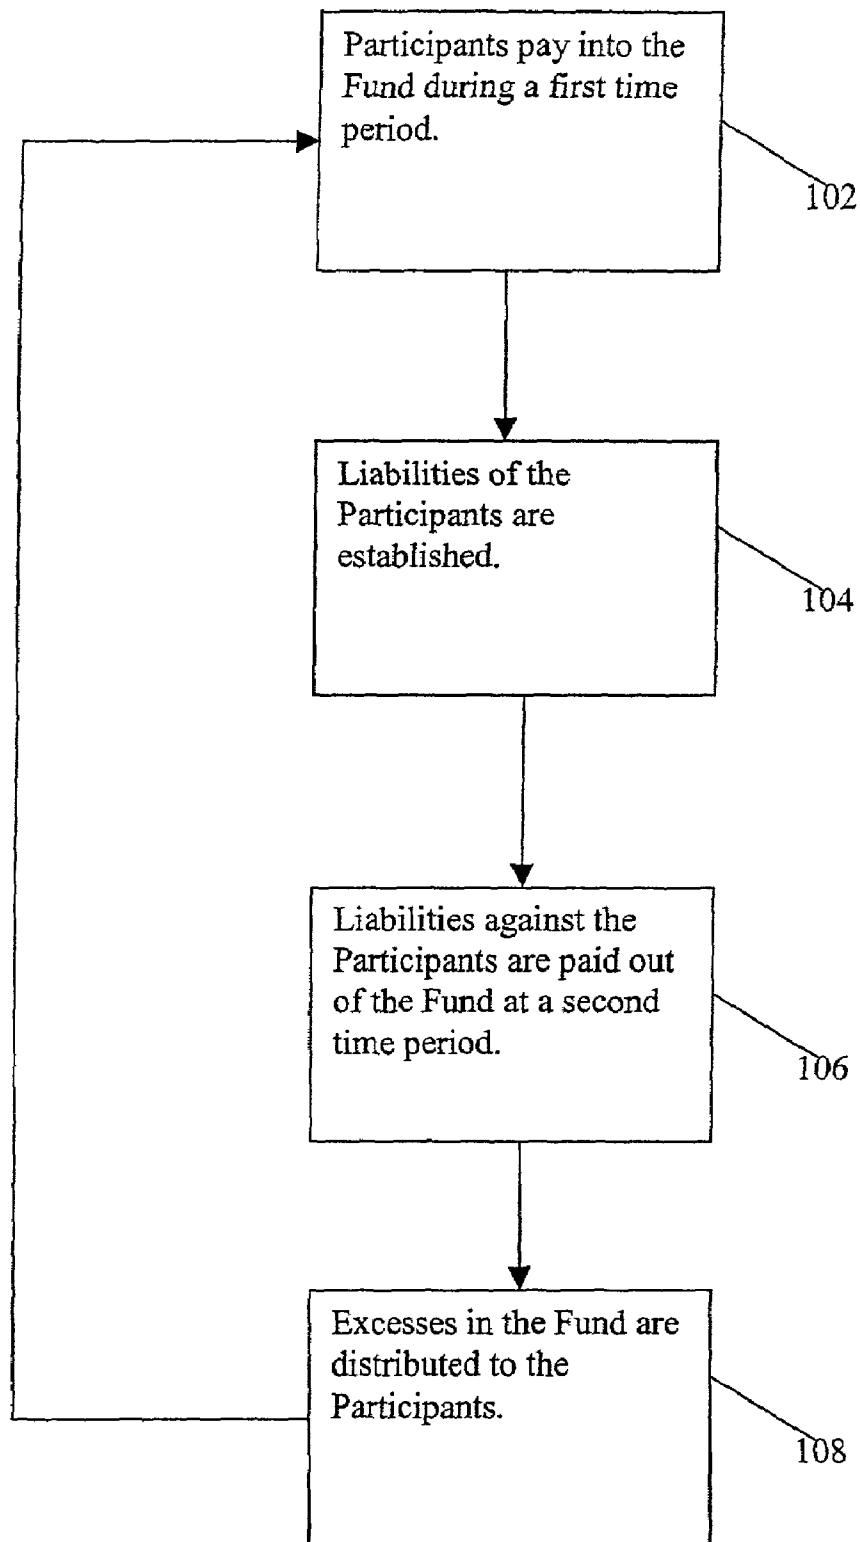 Participants pay into the
Fund during a first time
period.
102
Liabilities of the
Participants are
established.
104
Liabilities against the
Participants are paid out
of the Fund at a second
time period.
106
Excesses in the Fund are
distributed to the
Participants.
108